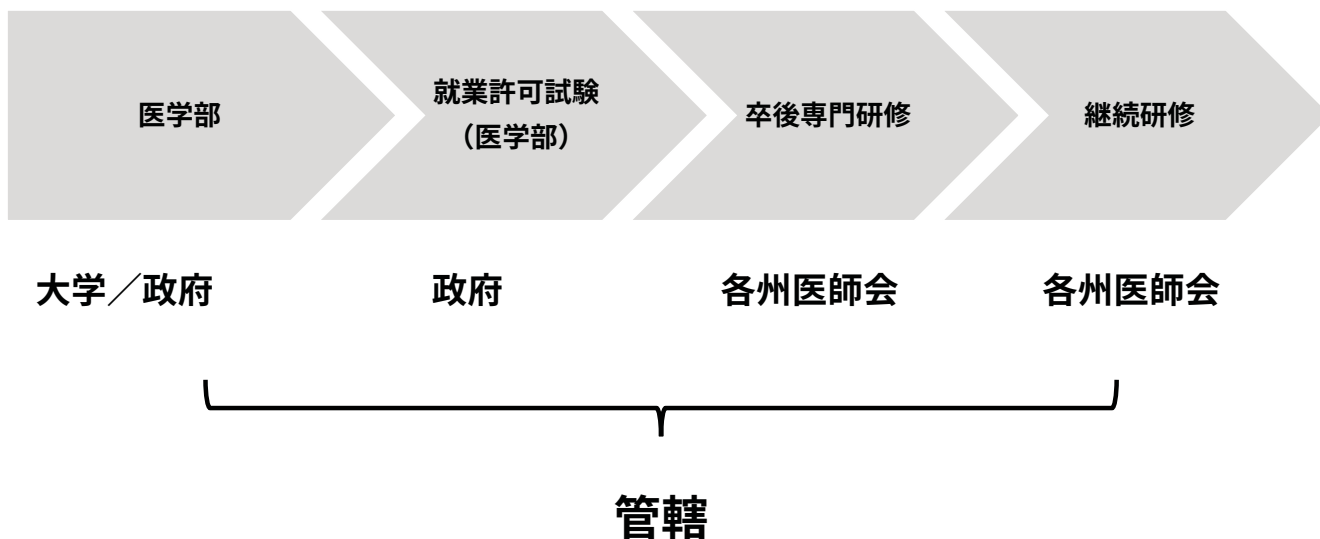 医学部
就業許可試験
（医学部）
卒後専門研修
継続研修
大学／政府
政府
各州医師会
各州医師会
管轄